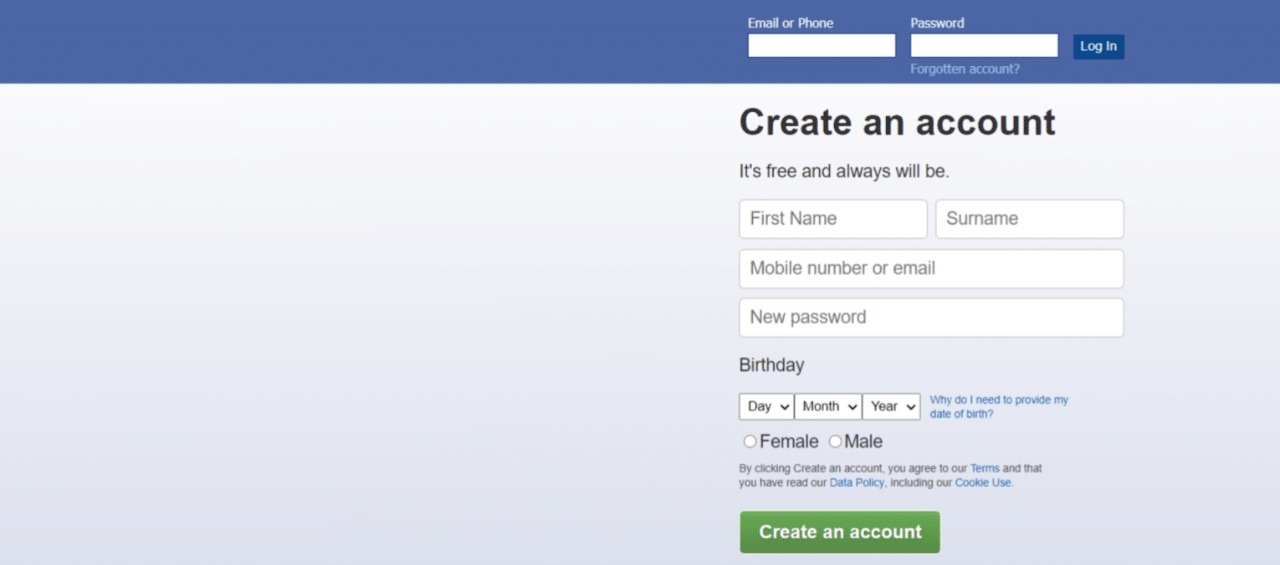 Email or Phone Password
Log In
Forgotten account?
Create an account
It's free and always will be.
First Name Surname
Mobile number or email
New password
Birthday
Day Month Year
Why do I need to provide my
date of birth?
Female Male
By clicking Create an account, you agree to our Terms and that
you have read our Data Policy, including our Cookie Use.
Create an account